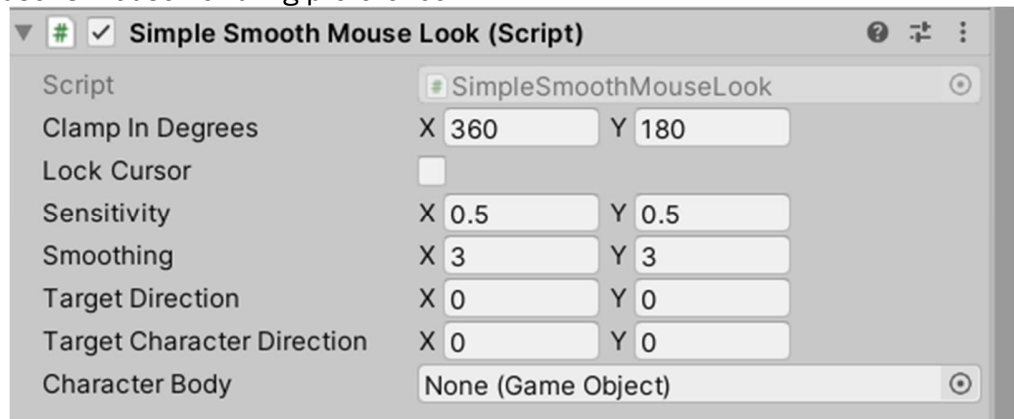 Simple Smooth Mouse Look (Script)
Script # SimpleSmoothMouseLook
Clamp In Degrees X 360 Y 180
Lock Cursor
Sensitivity X 0.5 Y 0.5
Smoothing X 3 Y 3
Target Direction X 0 Y 0
Target Character Direction X 0 Y 0
Character Body None (Game Object)